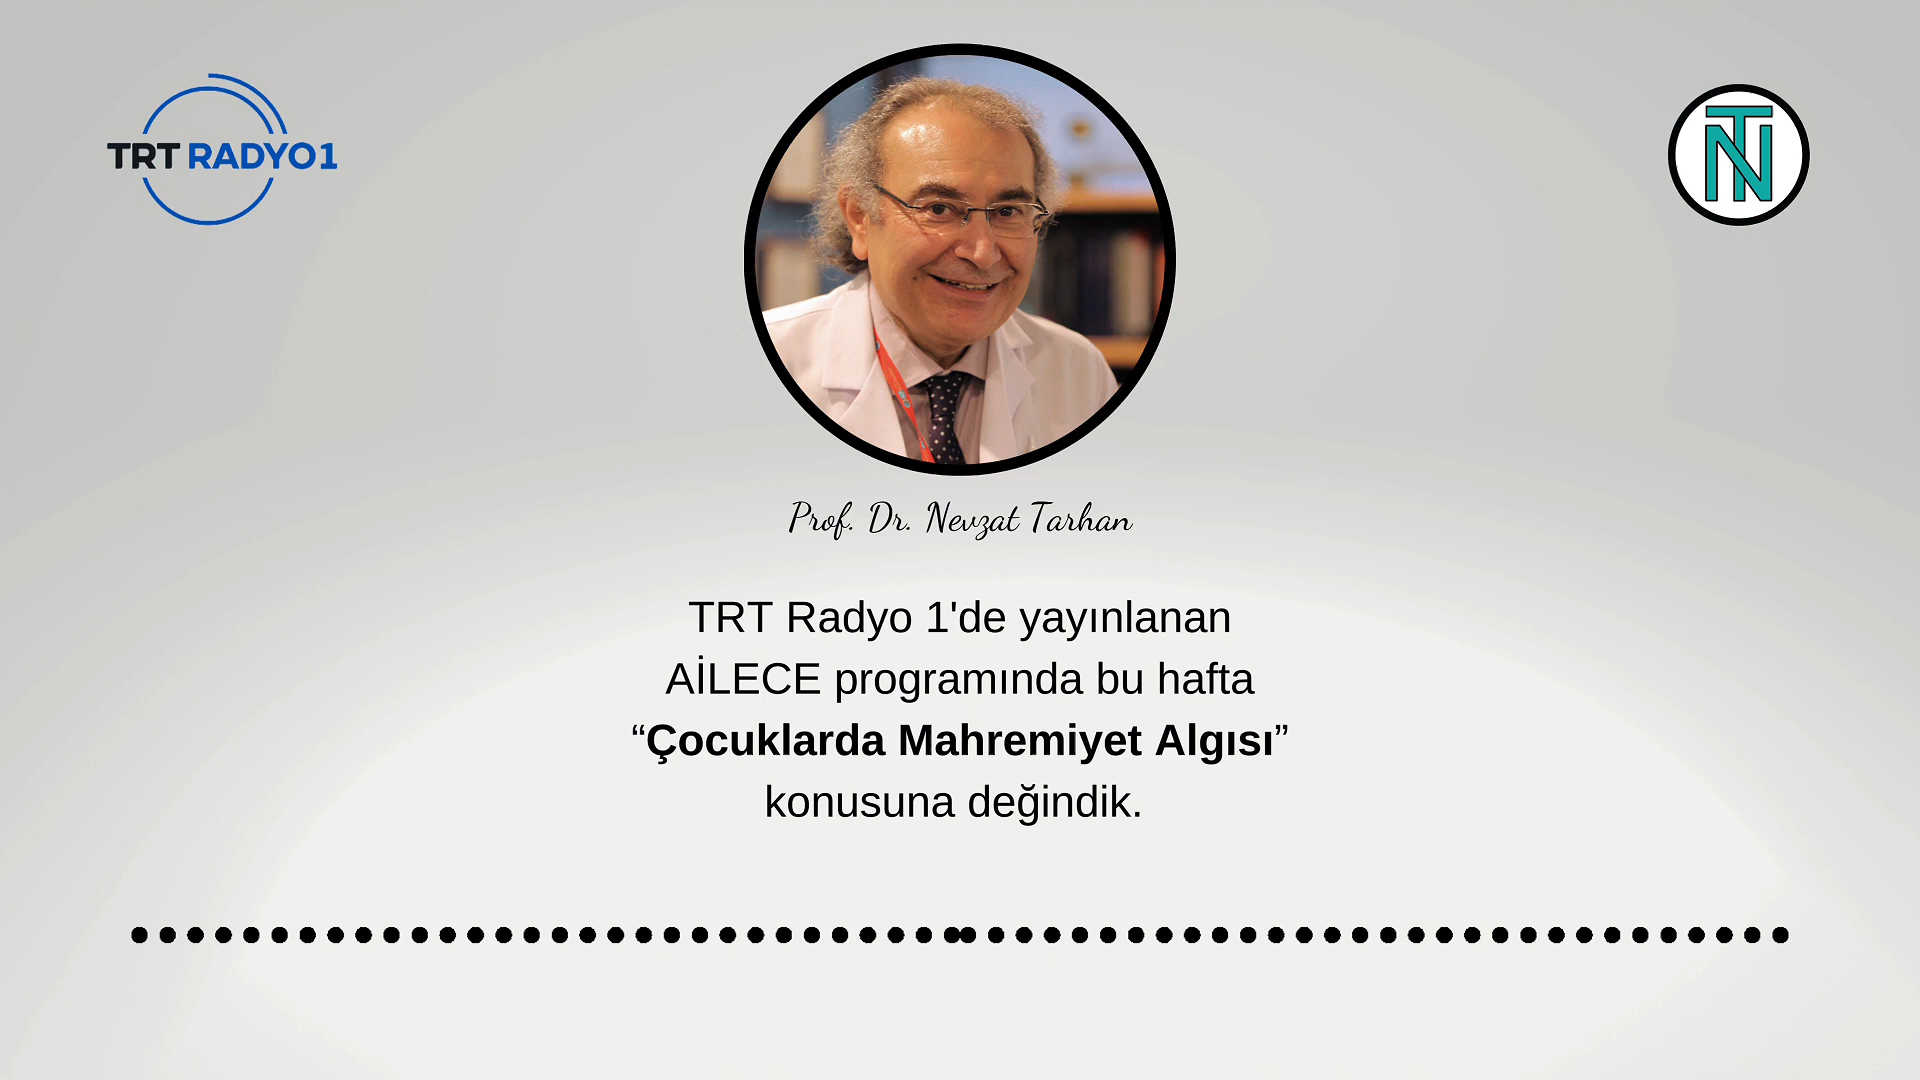 TRT RADYO1
TN
Prof. Dr. Nevzat Tarhan
TRT Radyo 1'de yayınlanan
AİLECE programında bu hafta
“Çocuklarda Mahremiyet Algısı”
konusuna değindik.